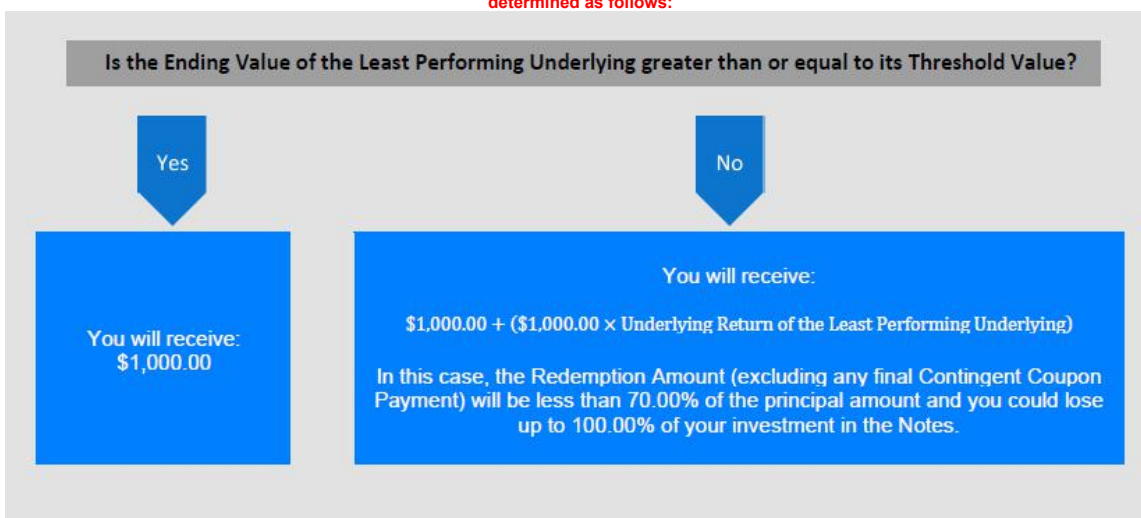 determined as follows:
Is the Ending Value of the Least Performing Underlying greater than or equal to its Threshold Value?
Yes
No
You will receive:
$1,000.00
You will receive:
$1,000.00 + ($1,000.00 × Underlying Return of the Least Performing Underlying)
In this case, the Redemption Amount (excluding any final Contingent Coupon
Payment) will be less than 70.00% of the principal amount and you could lose
up to 100.00% of your investment in the Notes.